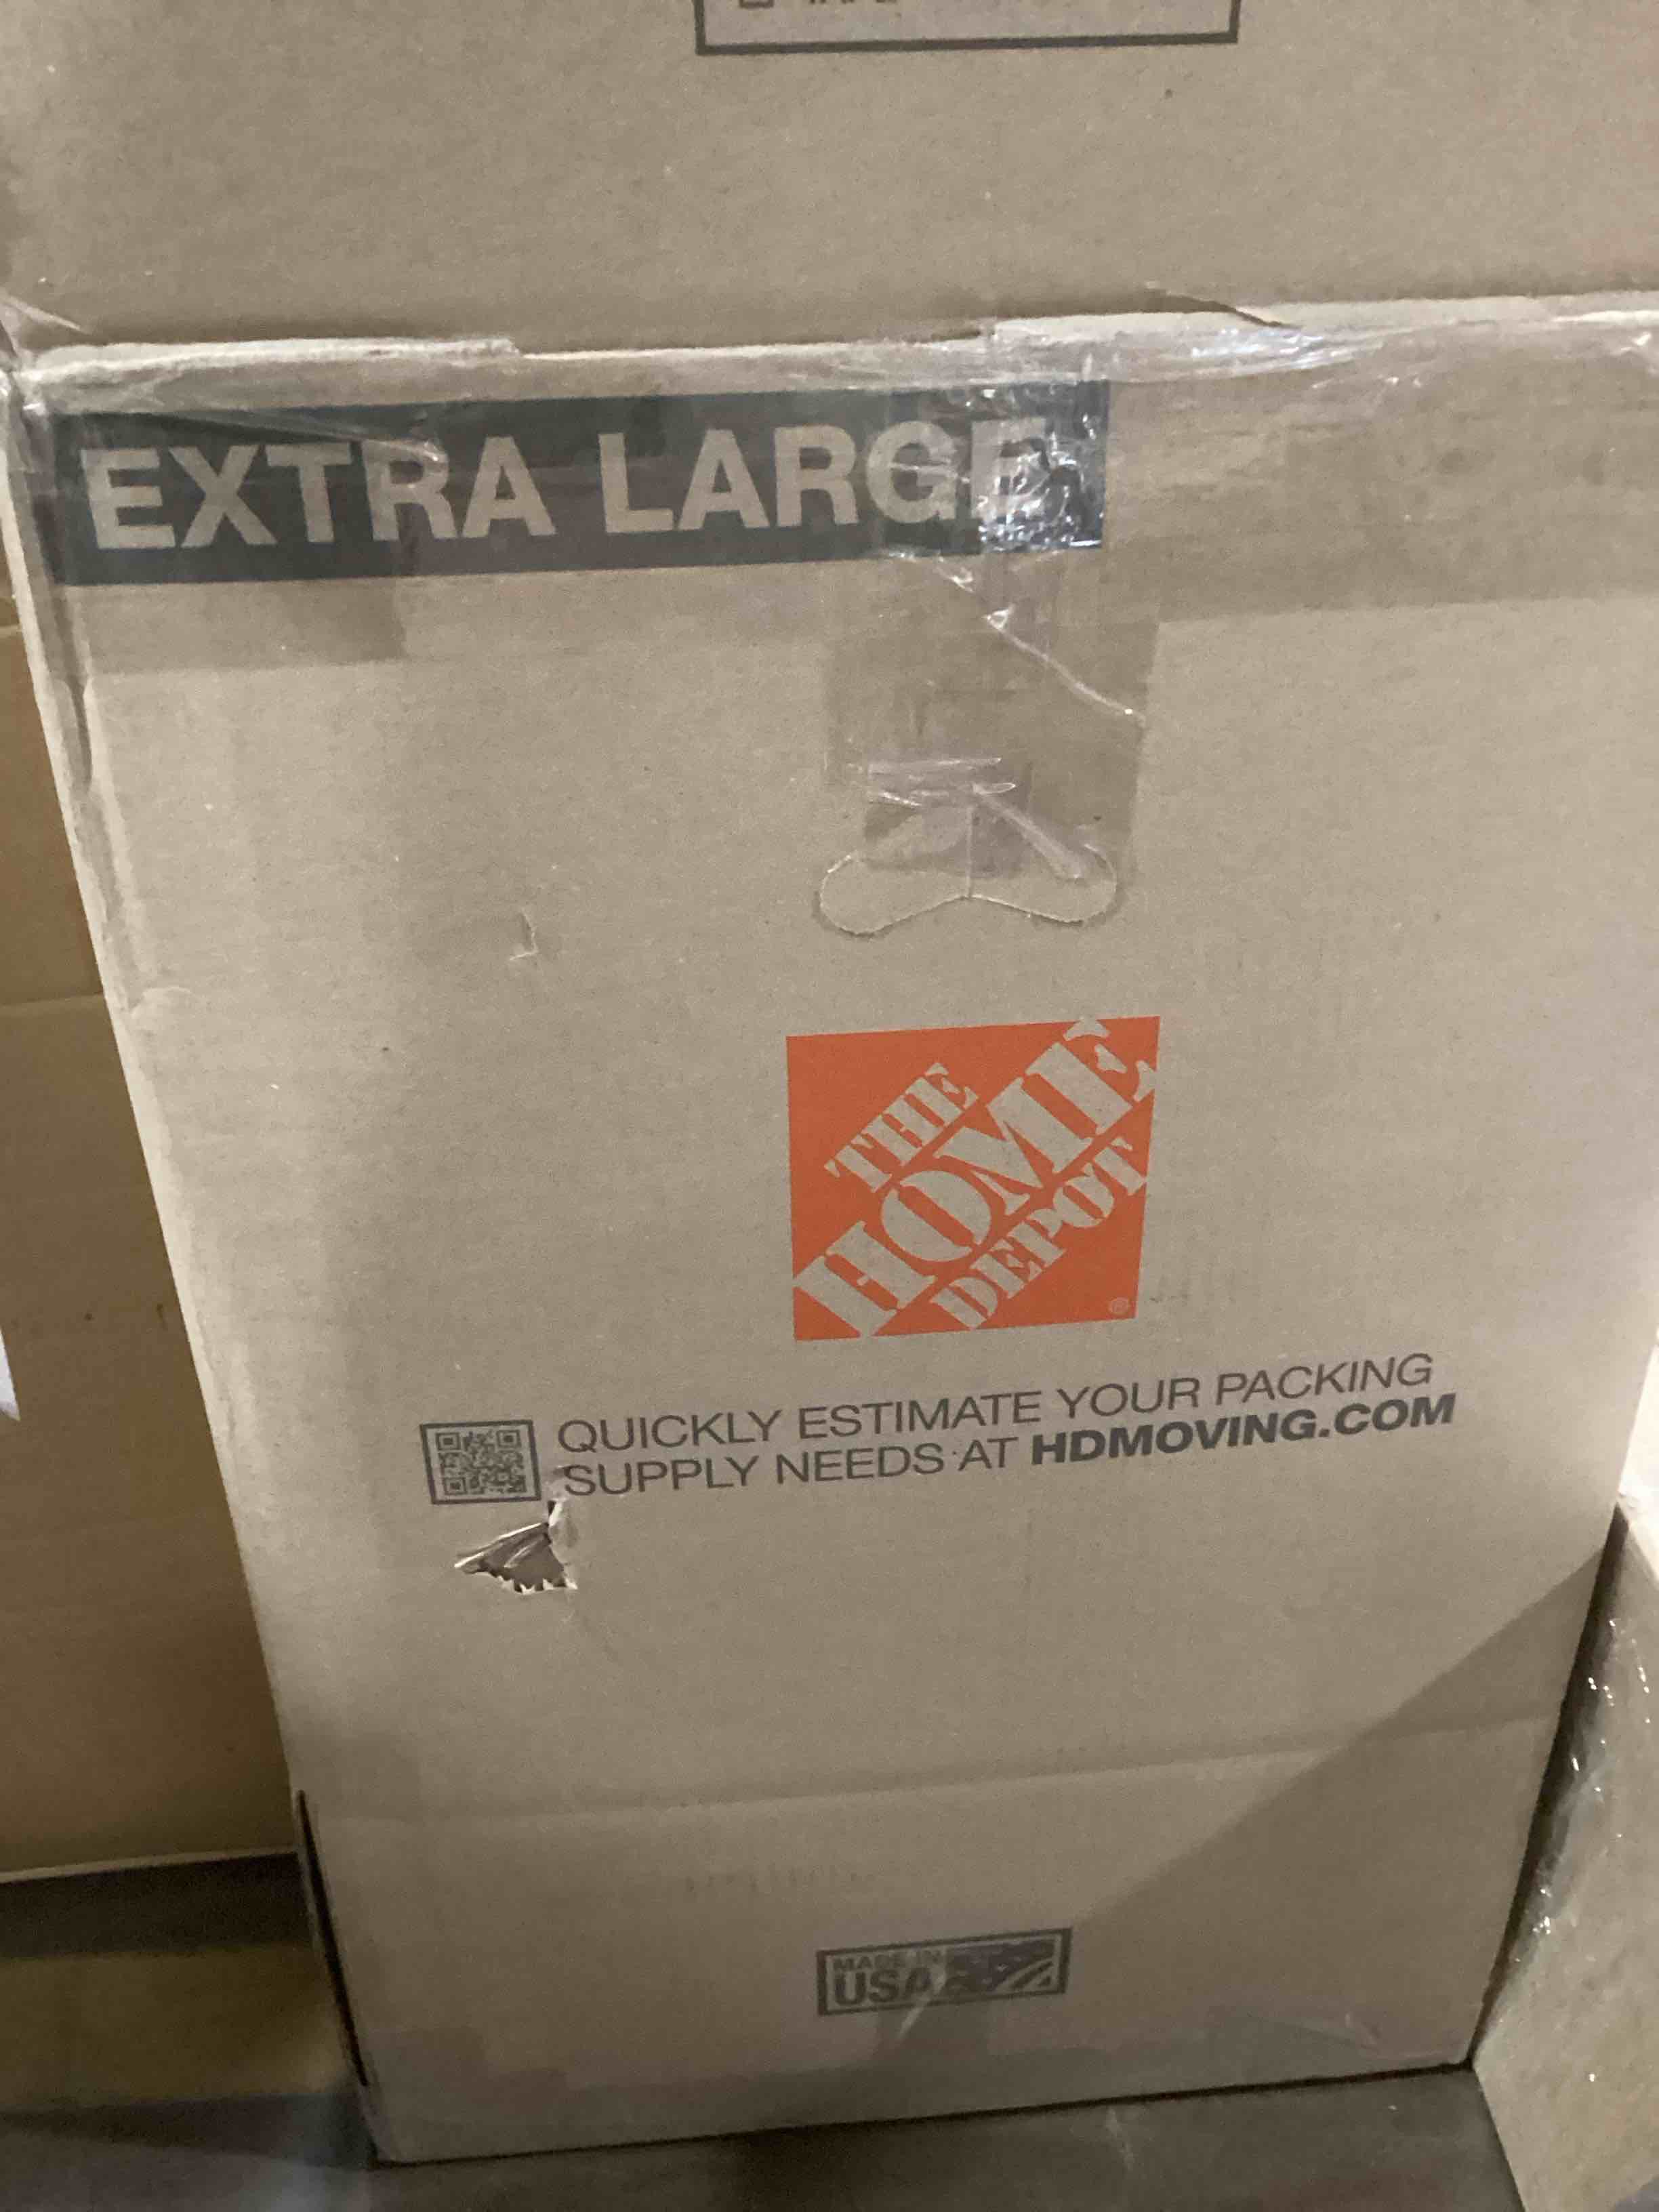 EXTRA LARGE
THE
HOME
DEPOT
®
QUICKLY ESTIMATE YOUR PACKING
SUPPLY NEEDS AT HDMOVING.COM
MADE IN
USA